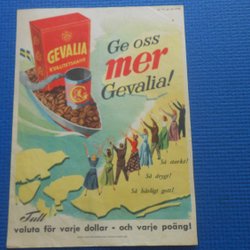 Ge oss
mer
Gevalia!
GEVALIA
KVALITETSKAFFE
Så starkt!
Så drygt!
Så härligt gott!
Full
valuta för varje dollar - och varje poäng!